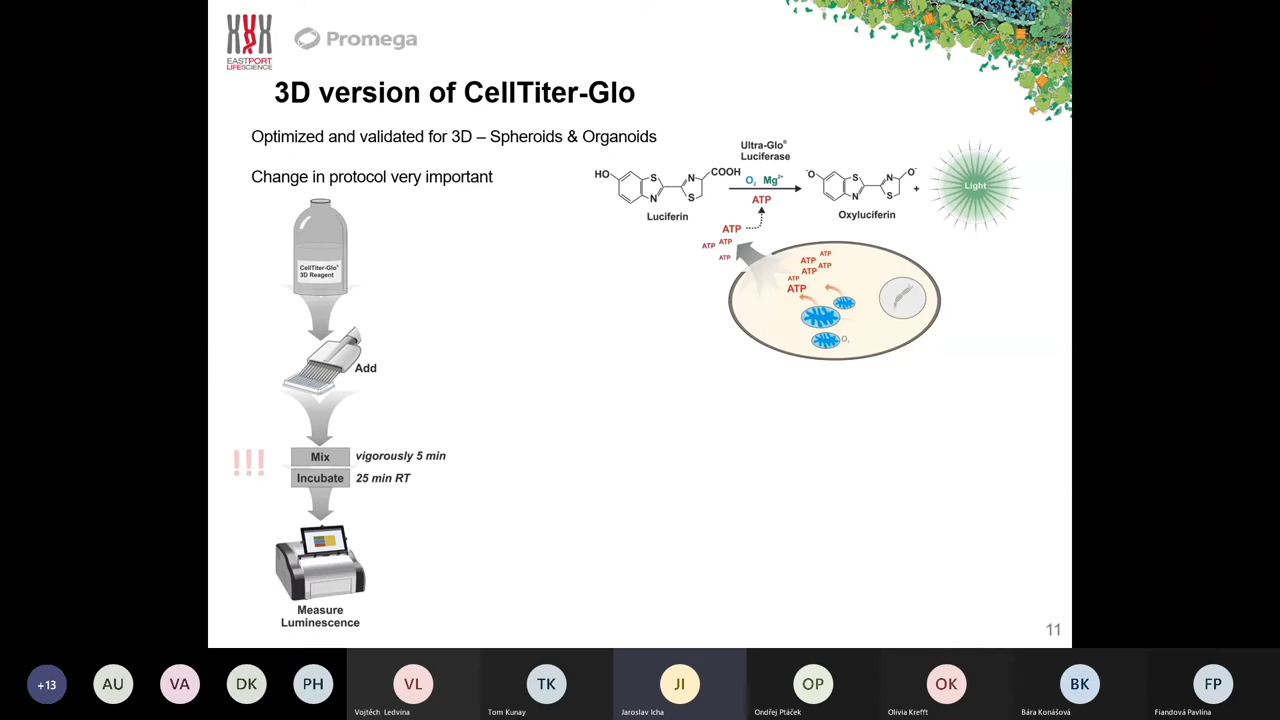 EASTPORT
LIFESCIENCE
Promega
3D version of CellTiter-Glo
Optimized and validated for 3D – Spheroids & Organoids
Change in protocol very important
CellTiter-Glo®
3D Reagent
Add
!!!
Mix
vigorously 5 min
Incubate
25 min RT
Measure
Luminescence
Ultra-Glo®
Luciferase
HO
S
N
N
S
COOH
O₂ Mg²⁺
ATP
Luciferin
⁻O
S
N
N
S
O⁻
Oxyluciferin
+
Light
ATP
ATP
ATP
ATP
ATP
ATP
ATP
ATP
ATP
ATP
O₂
11
+13
AU
VA
DK
PH
VL
Vojtěch Ledvina
TK
Tom Kunay
JI
Jaroslav Icha
OP
Ondřej Ptáček
OK
Olivia Krefft
BK
Bára Konášová
FP
Fiandová Pavlína